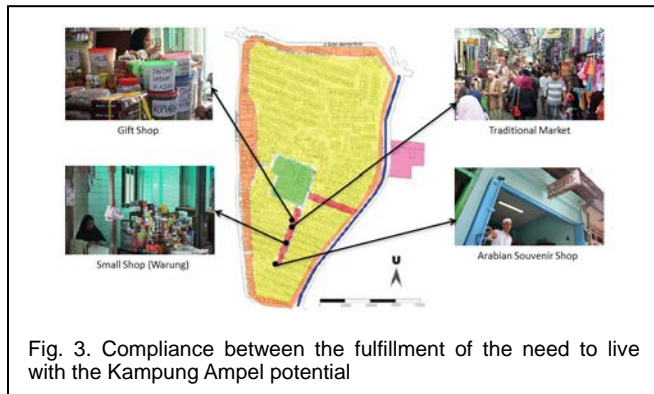 Gift Shop
Traditional Market
Small Shop (Warung)
Arabian Souvenir Shop
U
Fig. 3. Compliance between the fulfillment of the need to live
with the Kampung Ampel potential